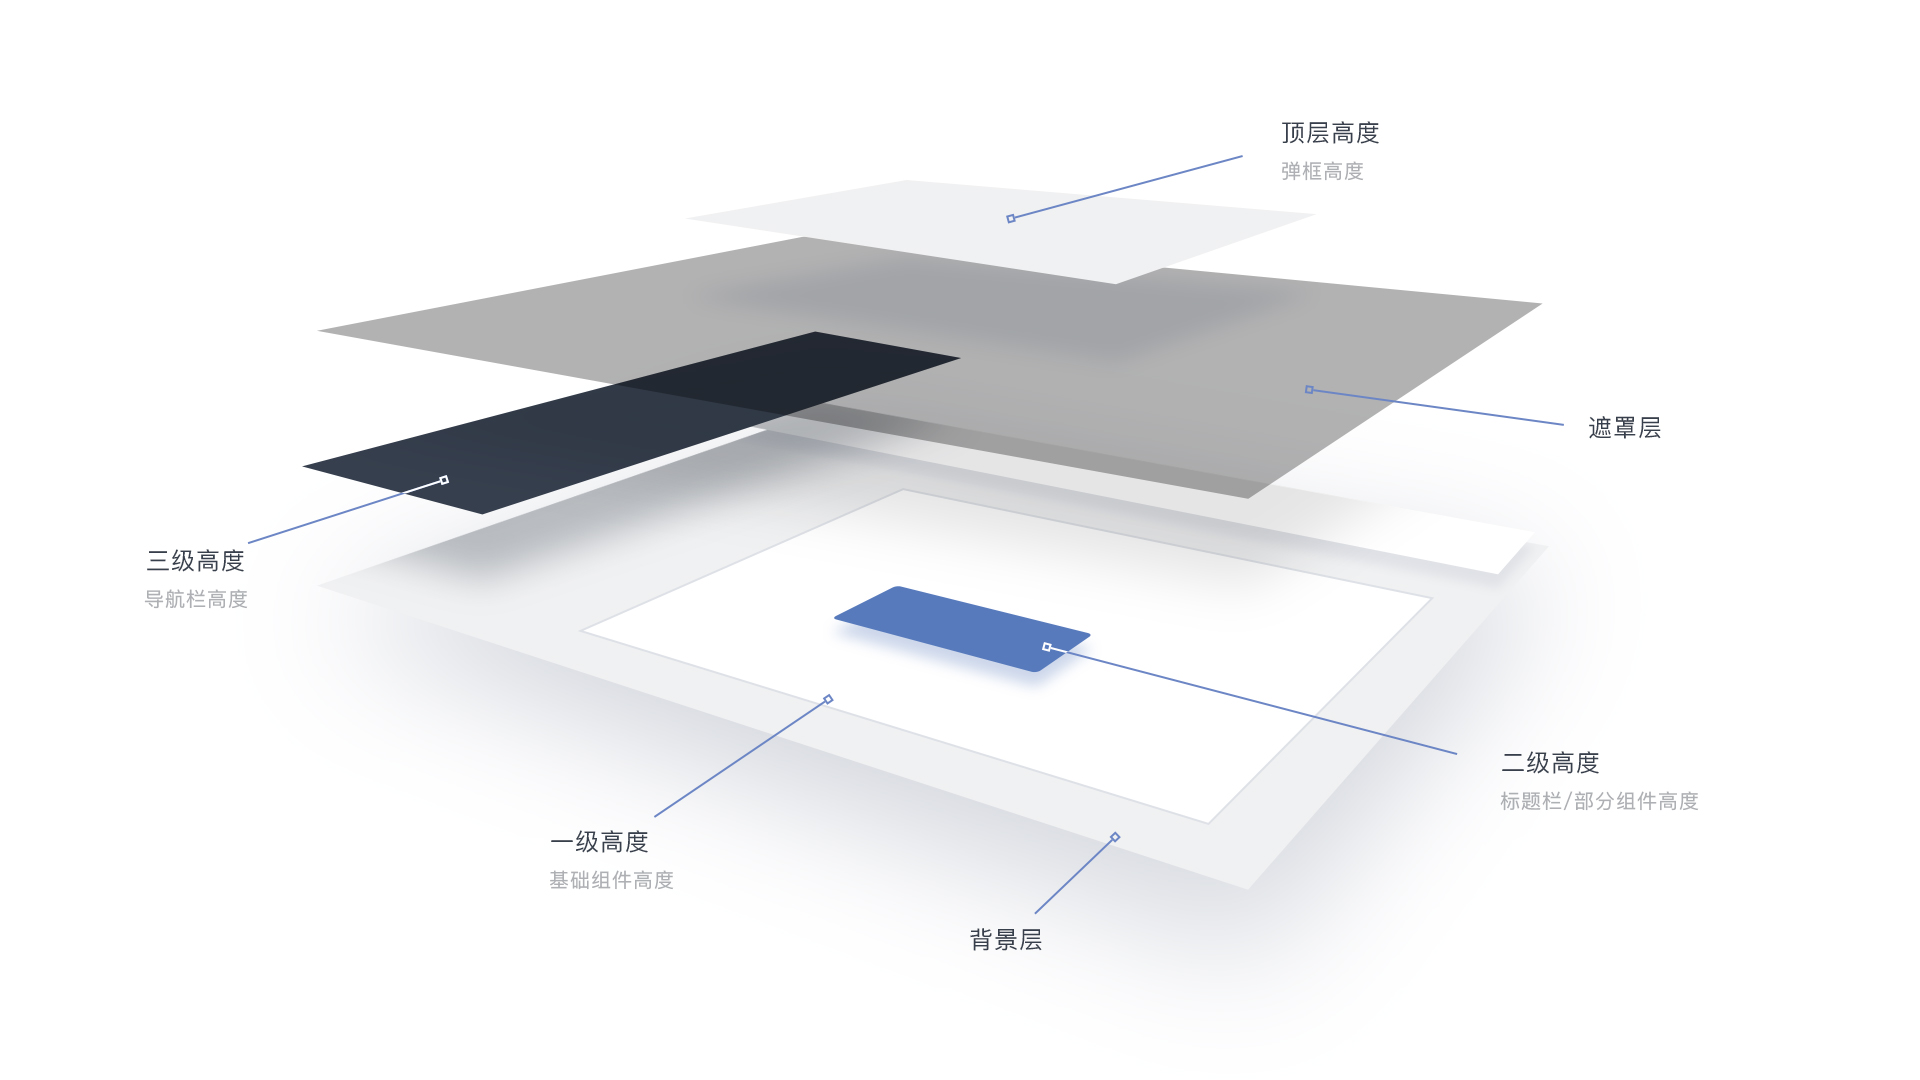 顶层高度
弹框高度
遮罩层
三级高度
导航栏高度
二级高度
标题栏/部分组件高度
一级高度
基础组件高度
背景层